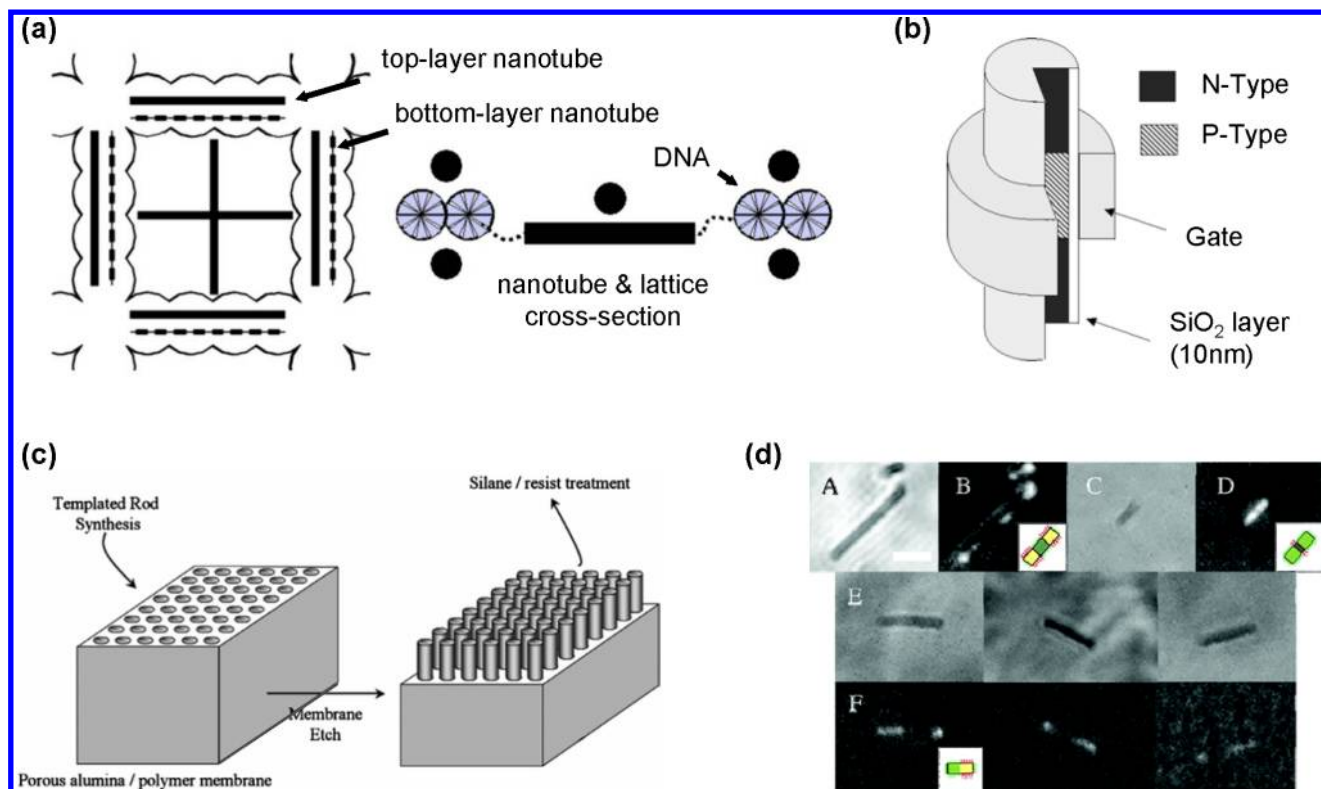 (a)
top-layer nanotube
bottom-layer nanotube
DNA
nanotube & lattice
cross-section
(b)
N-Type
P-Type
Gate
SiO₂ layer
(10nm)
(c)
Templated Rod
Synthesis
Silane / resist treatment
Membrane
Etch
Porous alumina / polymer membrane
(d)
A B C D
E
F